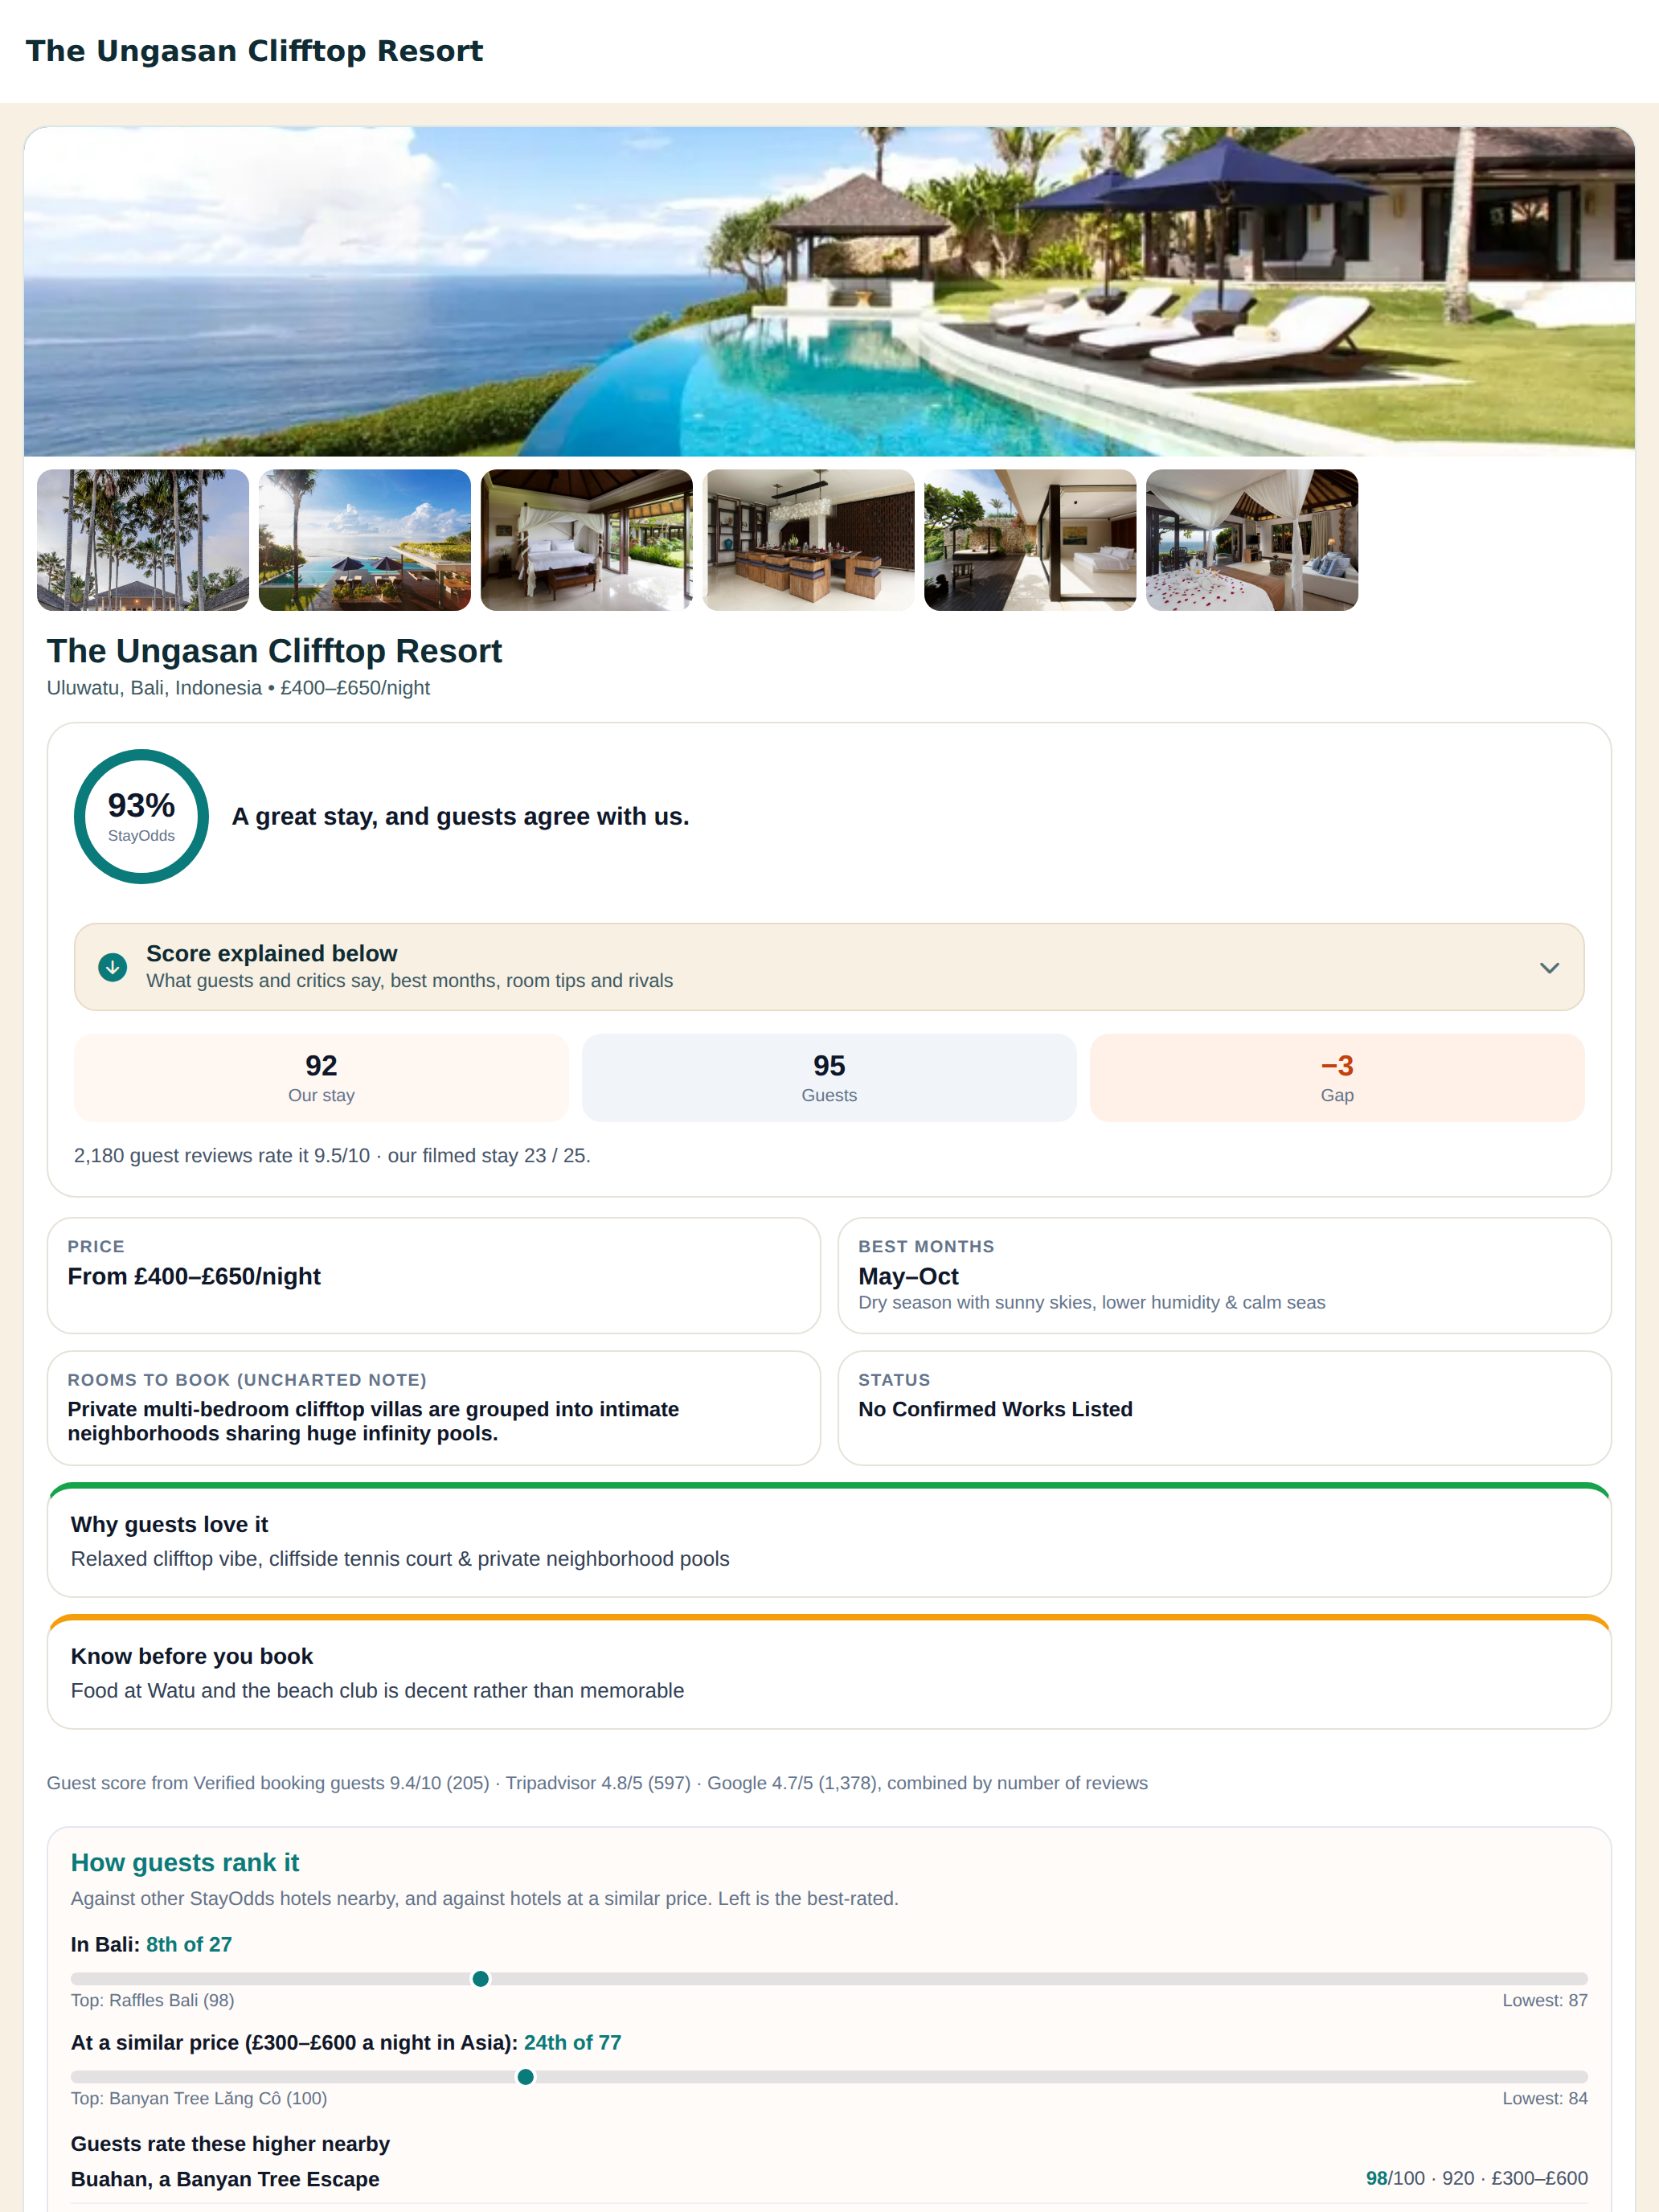 The Ungasan Clifftop Resort
The Ungasan Clifftop Resort
Uluwatu, Bali, Indonesia • £400–£650/night
93%
StayOdds
A great stay, and guests agree with us.
Score explained below
What guests and critics say, best months, room tips and rivals
92
Our stay
95
Guests
−3
Gap
2,180 guest reviews rate it 9.5/10 · our filmed stay 23 / 25.
PRICE
From £400–£650/night
BEST MONTHS
May–Oct
Dry season with sunny skies, lower humidity & calm seas
ROOMS TO BOOK (UNCHARTED NOTE)
Private multi-bedroom clifftop villas are grouped into intimate
neighborhoods sharing huge infinity pools.
STATUS
No Confirmed Works Listed
Why guests love it
Relaxed clifftop vibe, cliffside tennis court & private neighborhood pools
Know before you book
Food at Watu and the beach club is decent rather than memorable
Guest score from Verified booking guests 9.4/10 (205) · Tripadvisor 4.8/5 (597) · Google 4.7/5 (1,378), combined by number of reviews
How guests rank it
Against other StayOdds hotels nearby, and against hotels at a similar price. Left is the best-rated.
In Bali: 8th of 27
Top: Raffles Bali (98)
Lowest: 87
At a similar price (£300–£600 a night in Asia): 24th of 77
Top: Banyan Tree Lăng Cô (100)
Lowest: 84
Guests rate these higher nearby
Buahan, a Banyan Tree Escape
98/100 · 920 · £300–£600